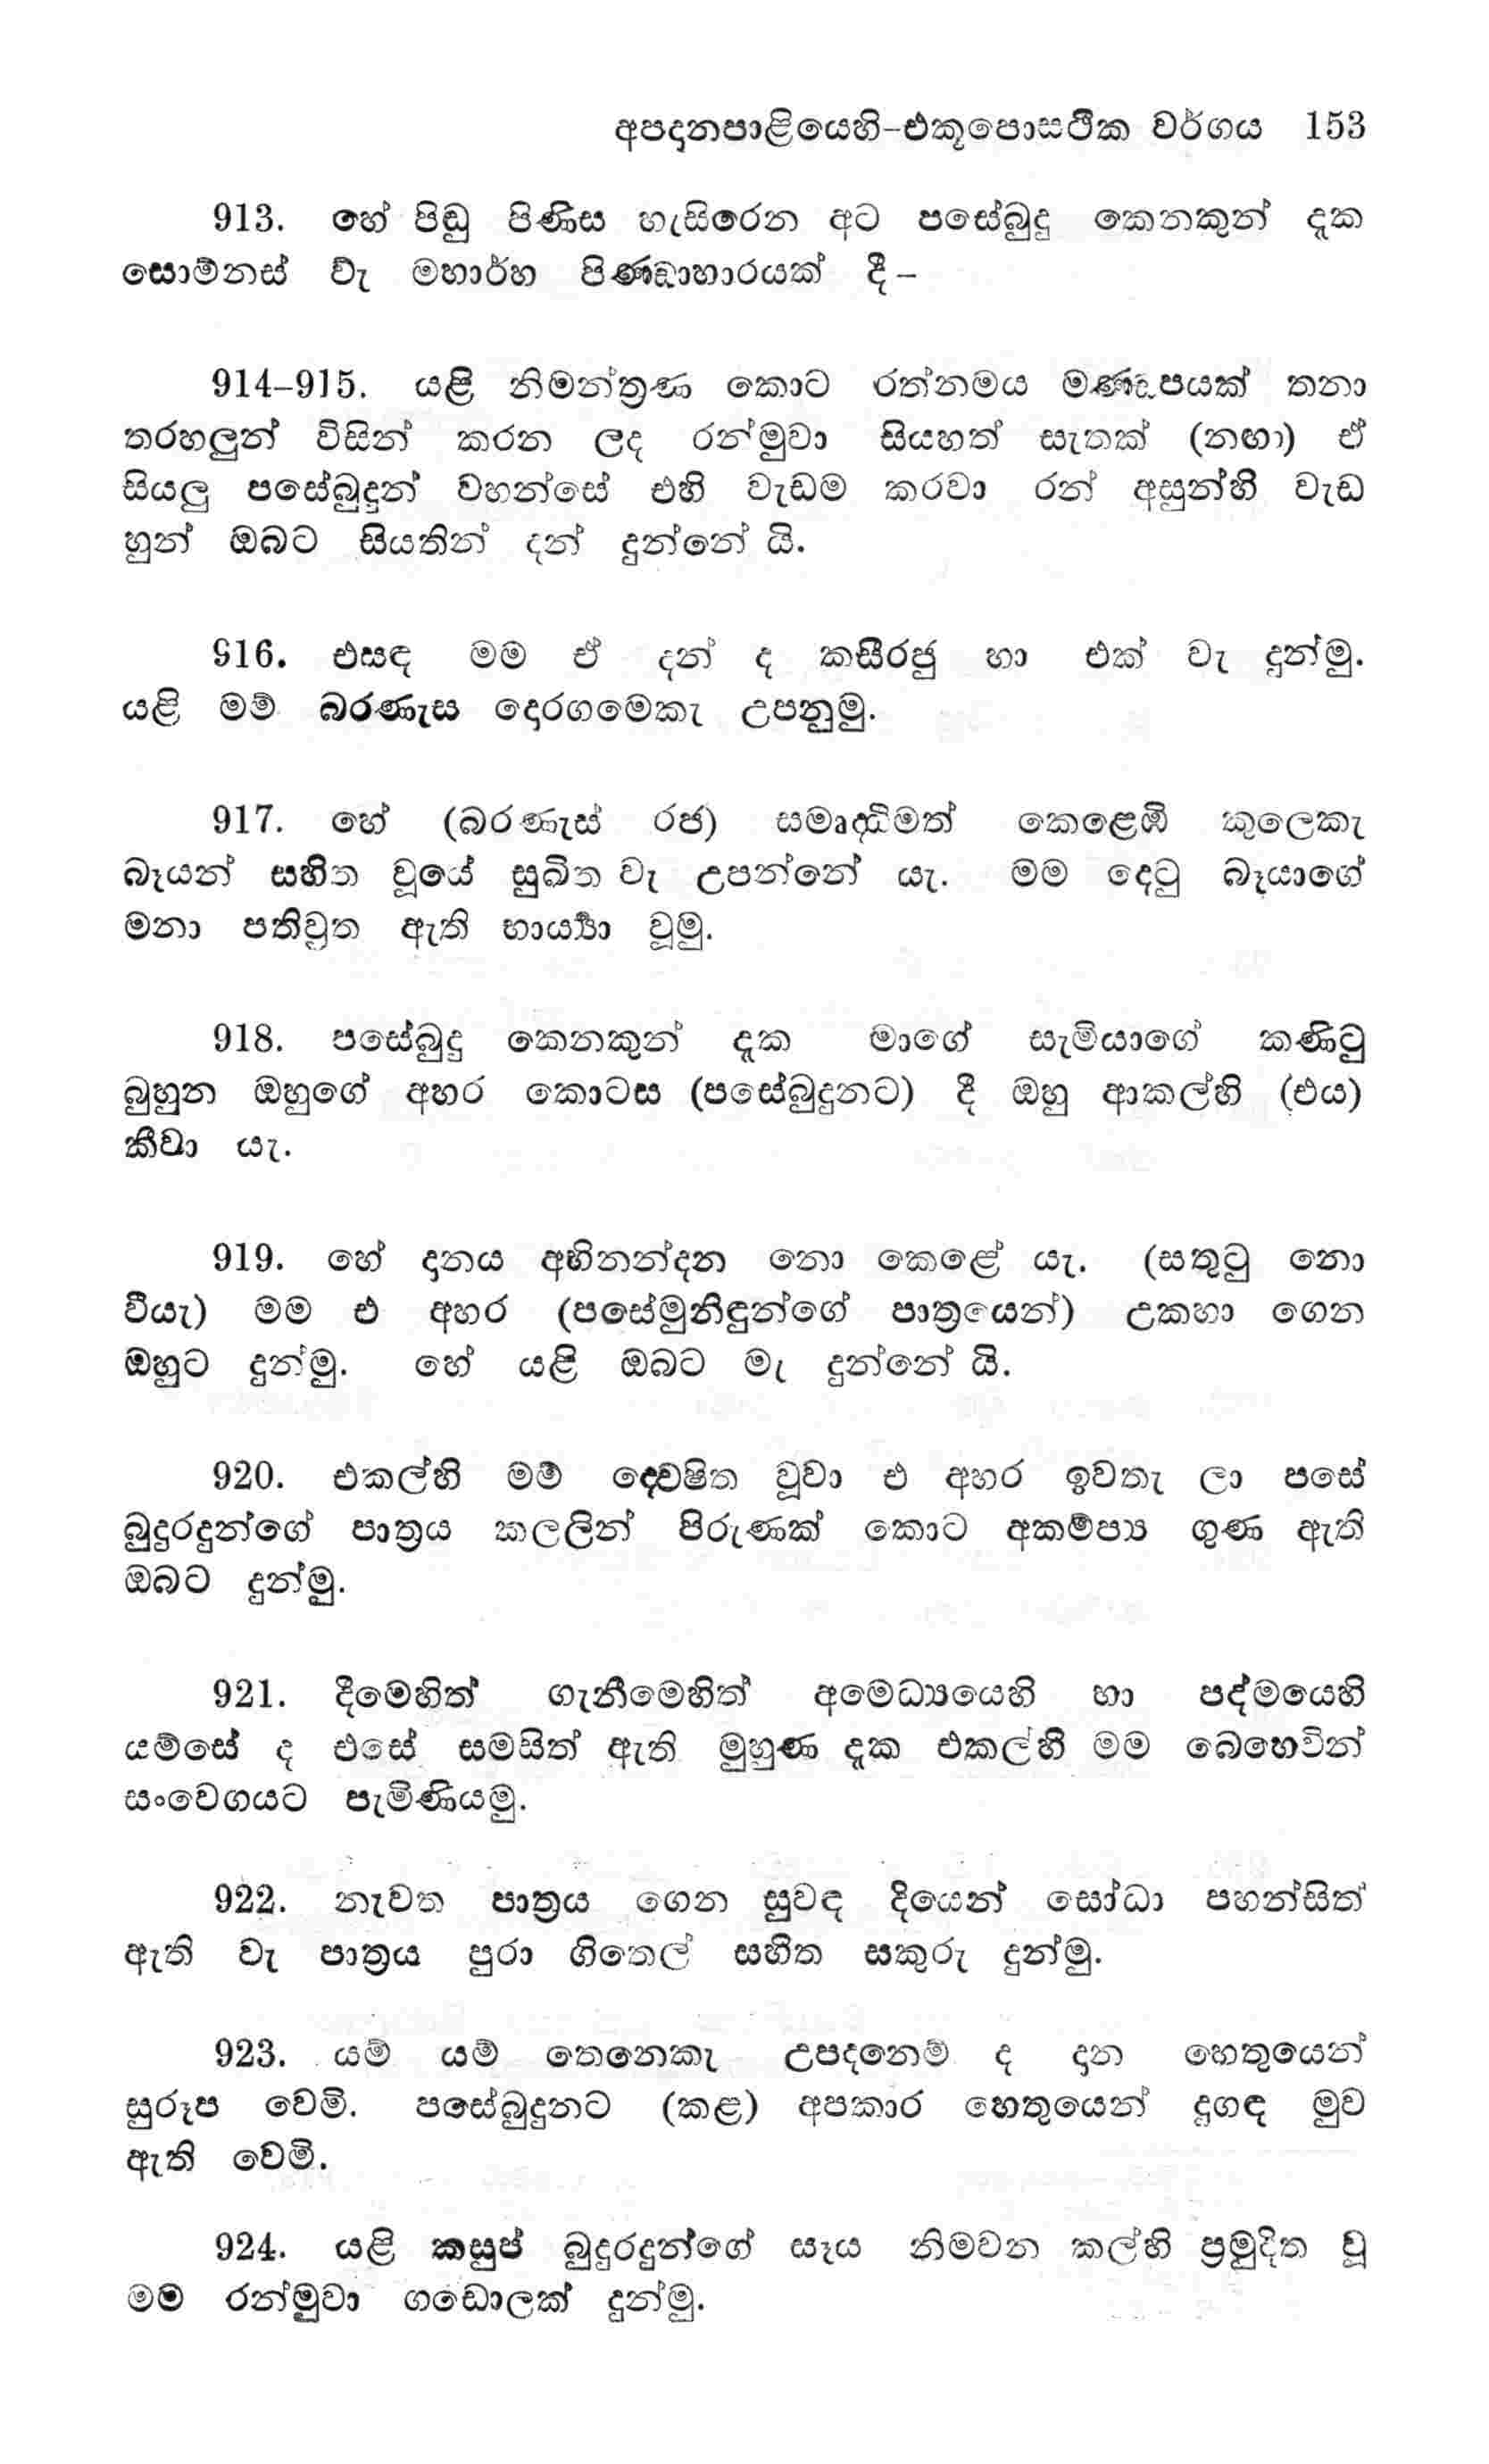 අපදානපාළියෙහි-එකූපොසථික වර්ගය 153
913. හේ පිඬු පිණිස හැසිරෙන අට පසේබුදු කෙනකුන් දැක
සොම්නස් ව්‍ැ මහාර්හ පිණ්ඩාහාරයක් දී -
914-915. යළි නිමන්ත්‍රණ කොට රත්නමය මණ්ඩපයක් තනා
තරහලුන් විසින් කරන ලද රන්මුවා සියහත් සැතක් (නඟා) ඒ
සියලු පසේබුදුන් වහන්සේ එහි වැඩම කරවා රන් අසුන්හි වැඩ
හුන් ඔබට සියතින් දන් දුන්නේ යි.
916. එසඳ මම ඒ දන් ද කසීරජු හා එක් වැ දුන්මු.
යළි මම් බරණැස දොරගමෙකැ උපනුමු.
917. හේ (බරණැස් රජ) සමෘද්ධිමත් කෙළෙඹි කුලෙකැ
බෑයන් සහිත වූයේ සුඛිත වැ උපන්නේ යැ. මම දෙටු බෑයාගේ
මනා පතිවුත ඇති භාර්‍ය්‍යා වූමු.
918. පසේබුදු කෙනකුන් දැක මාගේ සැමියාගේ කණිටු
බුහුන ඔහුගේ අහර කොටස (පසේබුදුනට) දී ඔහු ආකල්හි (එය)
කීවා යැ.
919. හේ දානය අභිනන්දන නො කෙළේ යැ. (සතුටු නො
වීයැ) මම එ අහර (පසේමුනිඳුන්ගේ පාත්‍රයෙන්) උකහා ගෙන
ඔහුට දුන්මු. හේ යළි ඔබට මැ දුන්නේ යි.
920. එකල්හි මම් ද්වේෂිත වූවා එ අහර ඉවතැ ලා පසේ
බුදුරදුන්ගේ පාත්‍රය කලලින් පිරුණක් කොට අකම්ප්‍ය ගුණ ඇති
ඔබට දුන්මු.
921. දීමෙහිත් ගැනීමෙහිත් අමෙධ්‍යයෙහි හා පද්මයෙහි
යම්සේ ද එසේ සමසිත් ඇති මුහුණ දැක එකල්හි මම බෙහෙවින්
සංවෙගයට පැමිණියමු.
922. නැවත පාත්‍රය ගෙන සුවඳ දියෙන් සෝධා පහන්සිත්
ඇති වැ පාත්‍රය පුරා ගිතෙල් සහිත සකුරු දුන්මු.
923. යම් යම් තෙනෙකැ උපදනෙම් ද දාන හෙතුයෙන්
සුරූප වෙමි. පසේබුදුනට (කළ) අපකාර හෙතුයෙන් දුගඳ මුව
ඇති වෙමි.
924. යළි කසුප් බුදුරදුන්ගේ සෑය නිමවන කල්හි ප්‍රමුදිත වූ
මම රන්මුවා ගඩොලක් දුන්මු.